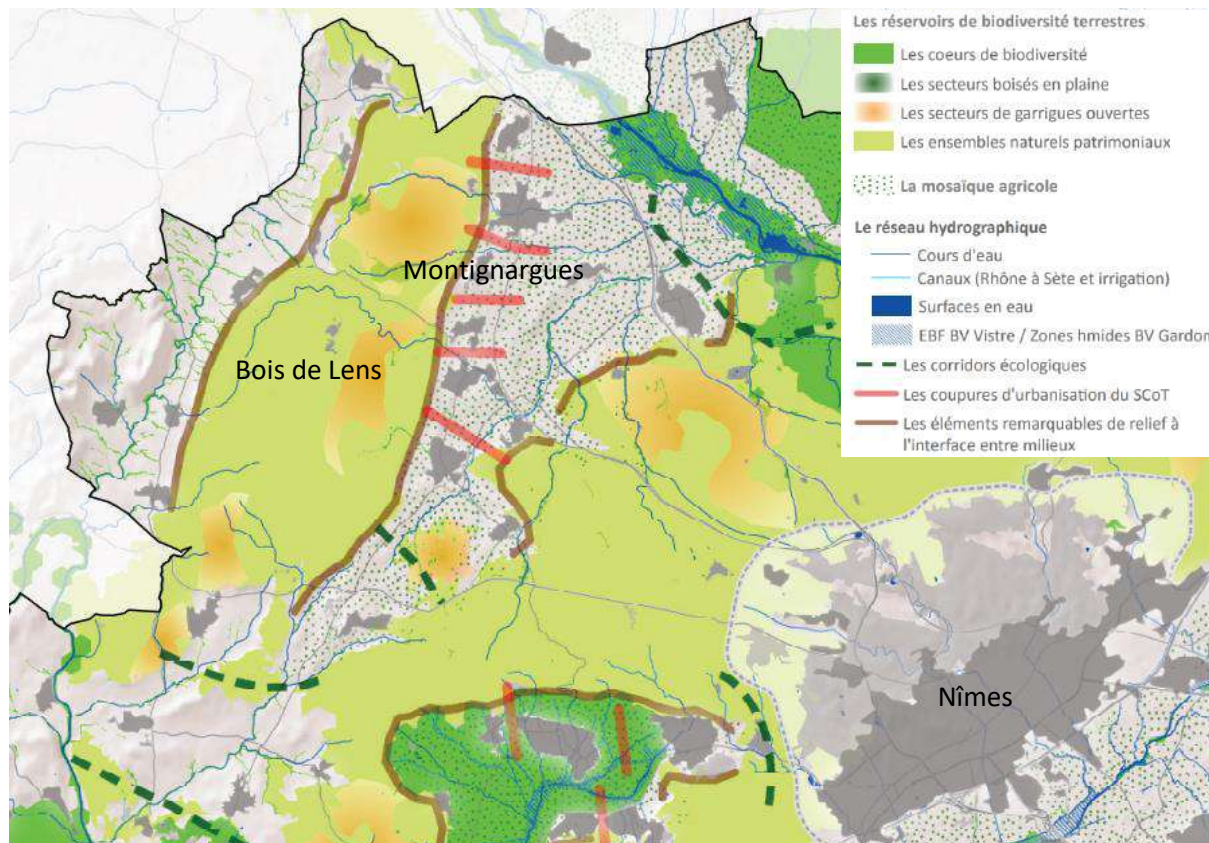 Les réservoirs de biodiversité terrestres
Les coeurs de biodiversité
Les secteurs boisés en plaine
Les secteurs de garrigues ouvertes
Les ensembles naturels patrimoniaux
La mosaïque agricole
Le réseau hydrographique
Cours d'eau
Canaux (Rhône à Sète et irrigation)
Surfaces en eau
EBF BV Vistre / Zones hmides BV Gardon
Les corridors écologiques
Les coupures d'urbanisation du SCoT
Les éléments remarquables de relief à
l'interface entre milieux
Montignargues
Bois de Lens
Nîmes